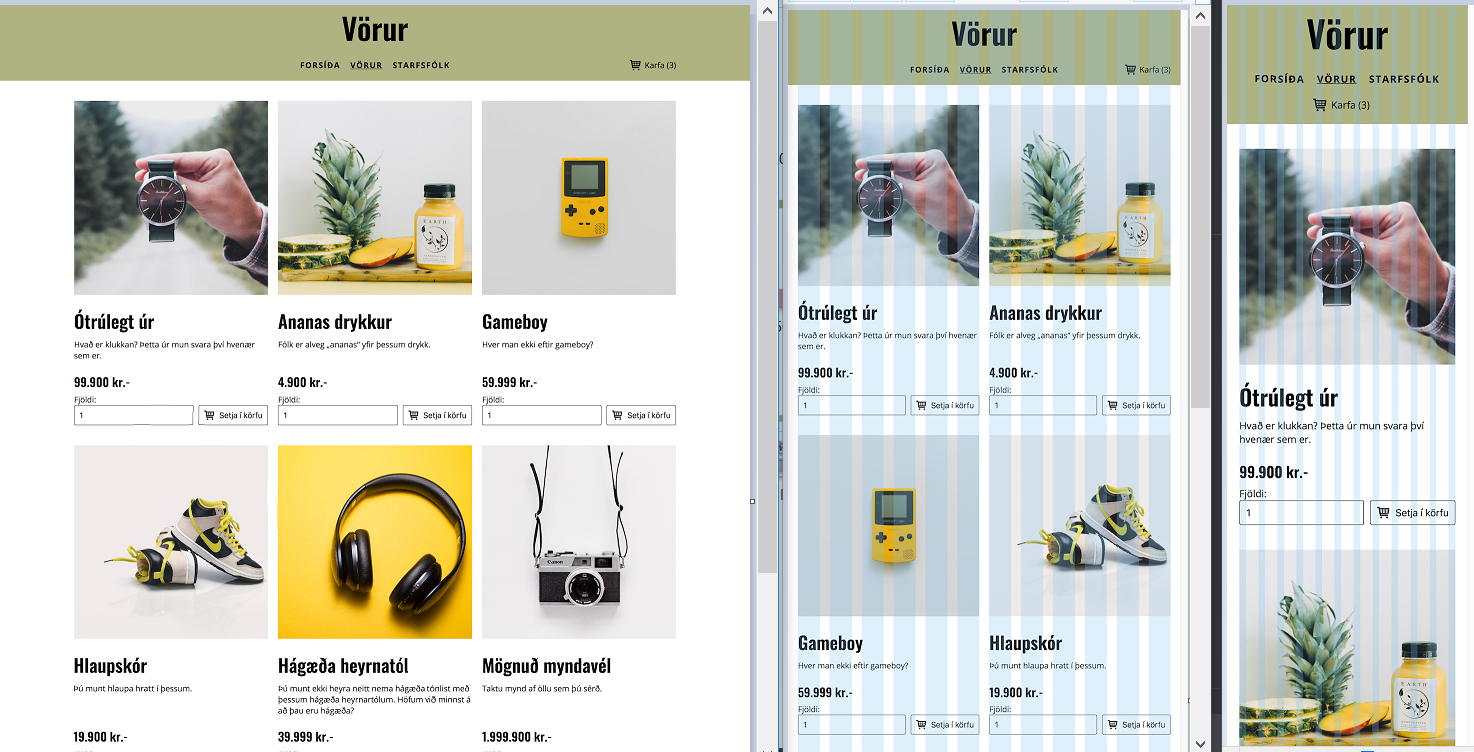 Vörur
FORSÍÐA VÖRUR STARFSFÓLK
Karfa (3)
EARTH
Ótrúlegt úr
Hvað er klukkan? Þetta úr mun svara því hvenær
sem er.
99.900 kr.-
Fjöldi:
1
Setja í körfu
Ananas drykkur
Fólk er alveg „ananas“ yfir þessum drykk.
4.900 kr.-
Fjöldi:
1
Setja í körfu
Gameboy
Hver man ekki eftir gameboy?
59.999 kr.-
Fjöldi:
1
Setja í körfu
Canon
Hlaupskór
Þú munt hlaupa hratt í þessum.
19.900 kr.-
Hágæða heyrnatól
Þú munt ekki heyra neitt nema hágæða tónlist með
þessum hágæða heyrnartólum. Höfum við minnst á
að þau eru hágæða?
39.999 kr.-
Mögnuð myndavél
Taktu mynd af öllu sem þú sérð.
1.999.900 kr.-
Vörur
FORSÍÐA VÖRUR STARFSFÓLK
Karfa (3)
EARTH
Ótrúlegt úr
Hvað er klukkan? Þetta úr mun svara því hvenær
sem er.
99.900 kr.-
Fjöldi:
1
Setja í körfu
Ananas drykkur
Fólk er alveg „ananas“ yfir þessum drykk.
4.900 kr.-
Fjöldi:
1
Setja í körfu
Gameboy
Hver man ekki eftir gameboy?
59.999 kr.-
Fjöldi:
1
Setja í körfu
Hlaupskór
Þú munt hlaupa hratt í þessum.
19.900 kr.-
Fjöldi:
1
Setja í körfu
Vörur
FORSÍÐA VÖRUR STARFSFÓLK
Karfa (3)
Ótrúlegt úr
Hvað er klukkan? Þetta úr mun svara því
hvenær sem er.
99.900 kr.-
Fjöldi:
1
Setja í körfu
EARTH